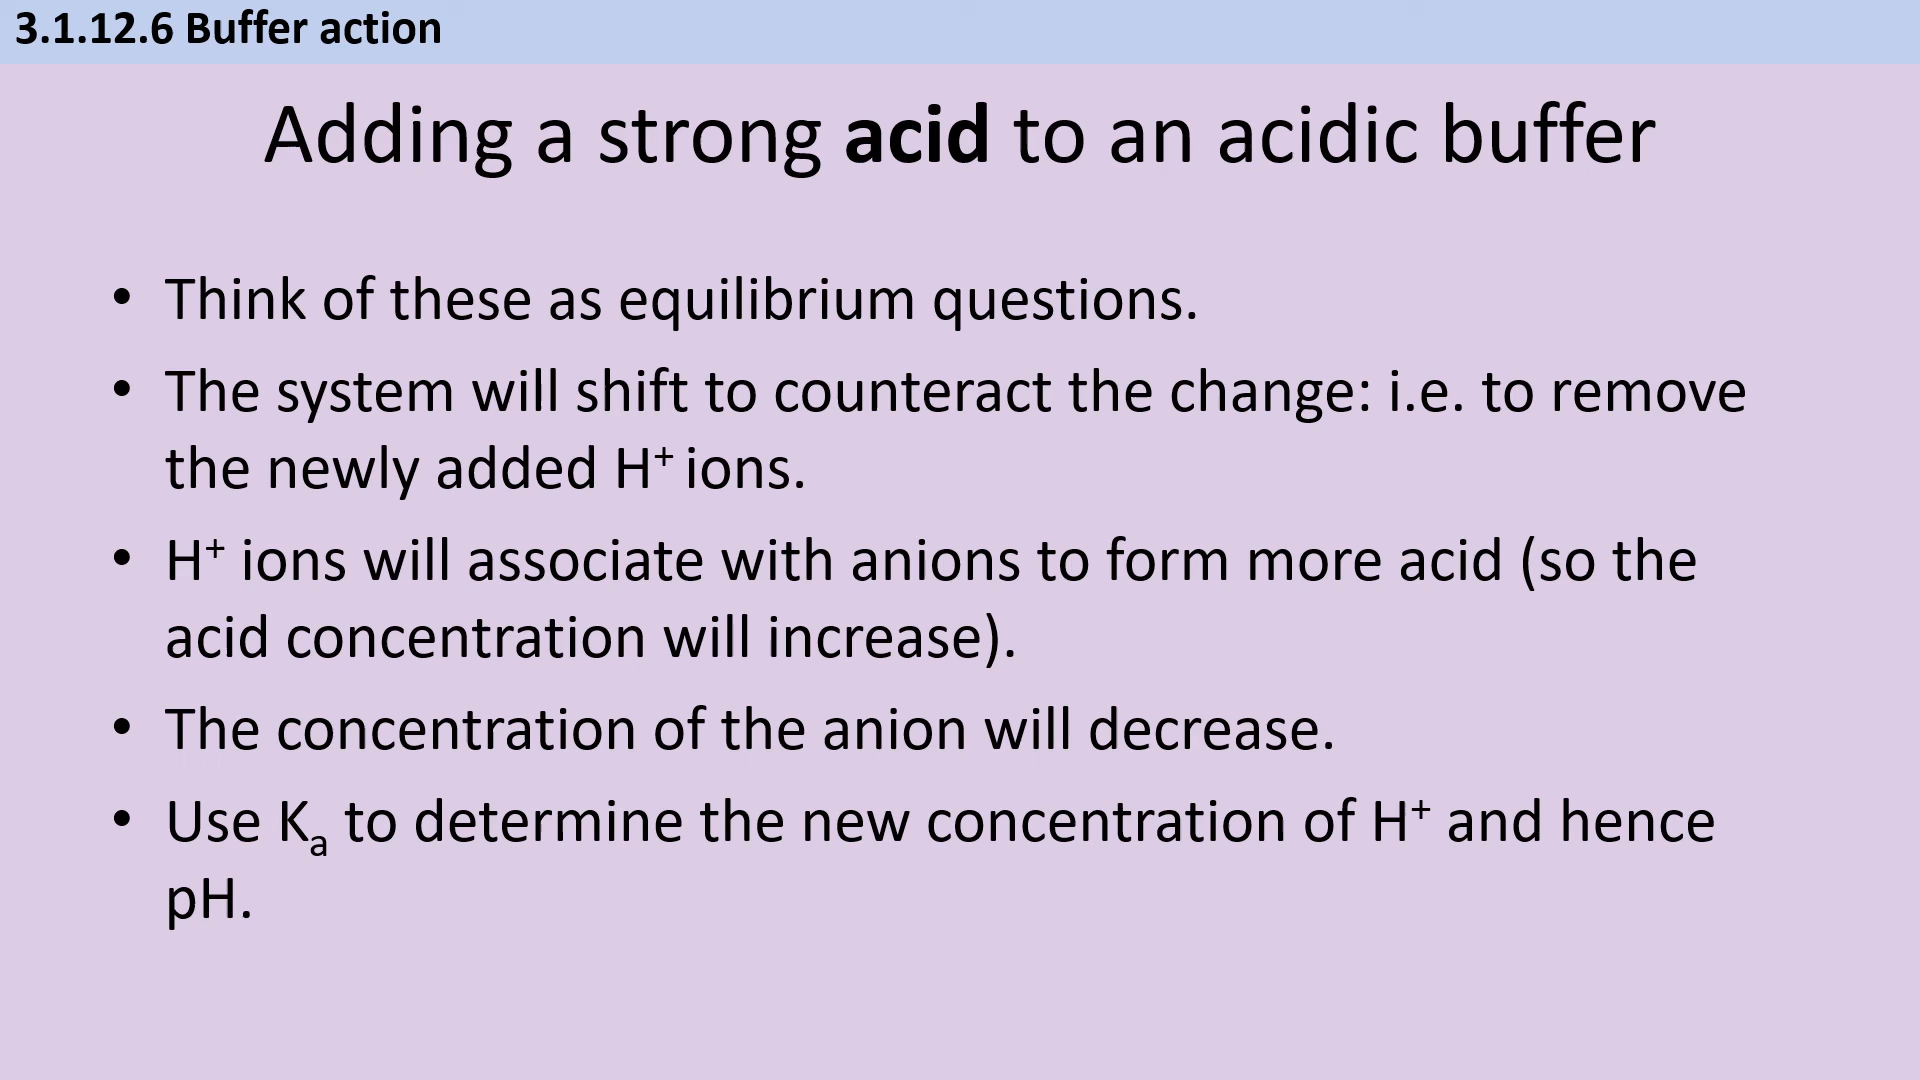 3.1.12.6 Buffer action
Adding a strong acid to an acidic buffer
• Think of these as equilibrium questions.
• The system will shift to counteract the change: i.e. to remove
the newly added H⁺ ions.
• H⁺ ions will associate with anions to form more acid (so the
acid concentration will increase).
• The concentration of the anion will decrease.
• Use Kₐ to determine the new concentration of H⁺ and hence
pH.